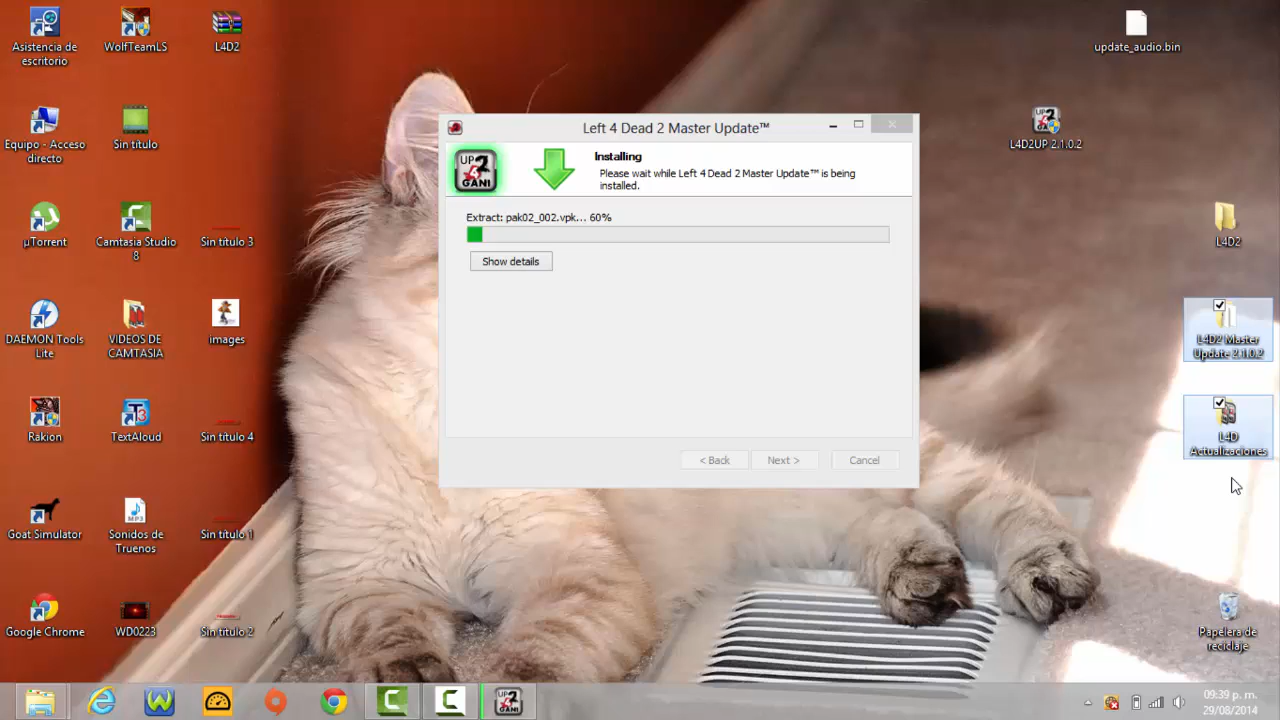 Asistencia de
escritorio
WolfTeamLS
L4D2
Equipo - Acceso
directo
Sin titulo
µTorrent
Camtasia Studio
8
Sin titulo 3
DAEMON Tools
Lite
VIDEOS DE
CAMTASIA
images
Rakion
TextAloud
Sin titulo 4
Goat Simulator
MP3
Sonidos de
Truenos
Sin titulo 1
Google Chrome
WD0223
Sin titulo 2
Left 4 Dead 2 Master Update™
UP 2
4
GANI
Installing
Please wait while Left 4 Dead 2 Master Update™ is being
installed.
Extract: pak02_002.vpk... 60%
Show details
< Back
Next >
Cancel
update_audio.bin
L4D2UP 2.1.0.2
L4D2
L4D2 Master
Update 2.1.0.2
L4D
Actualizaciones
Papelera de
reciclaje
09:39 p. m.
29/08/2014